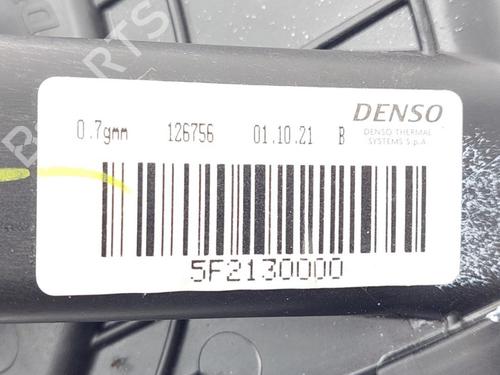 DENSO
0.7gmm 126756 01.10.21 B
DENSO THERMAL
SYSTEMS S.p.A
5F2130000